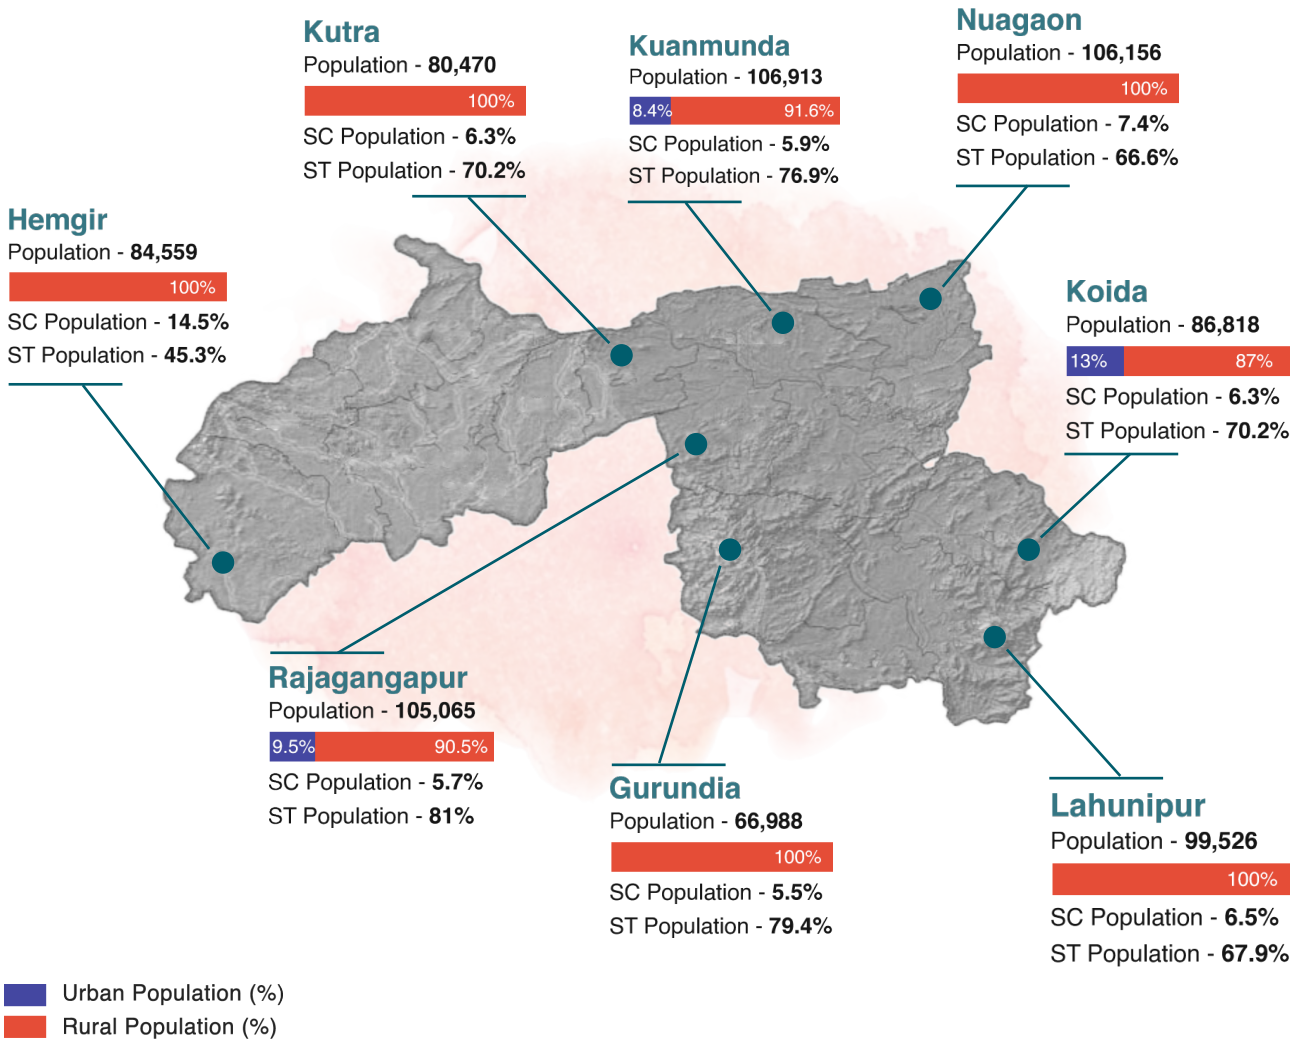 Kutra
Population - 80,470
100%
SC Population - 6.3%
ST Population - 70.2%
Kuanmunda
Population - 106,913
8.4% 91.6%
SC Population - 5.9%
ST Population - 76.9%
Nuagaon
Population - 106,156
100%
SC Population - 7.4%
ST Population - 66.6%
Hemgir
Population - 84,559
100%
SC Population - 14.5%
ST Population - 45.3%
Koida
Population - 86,818
13% 87%
SC Population - 6.3%
ST Population - 70.2%
Rajagangapur
Population - 105,065
9.5% 90.5%
SC Population - 5.7%
ST Population - 81%
Gurundia
Population - 66,988
100%
SC Population - 5.5%
ST Population - 79.4%
Lahunipur
Population - 99,526
100%
SC Population - 6.5%
ST Population - 67.9%
Urban Population (%)
Rural Population (%)